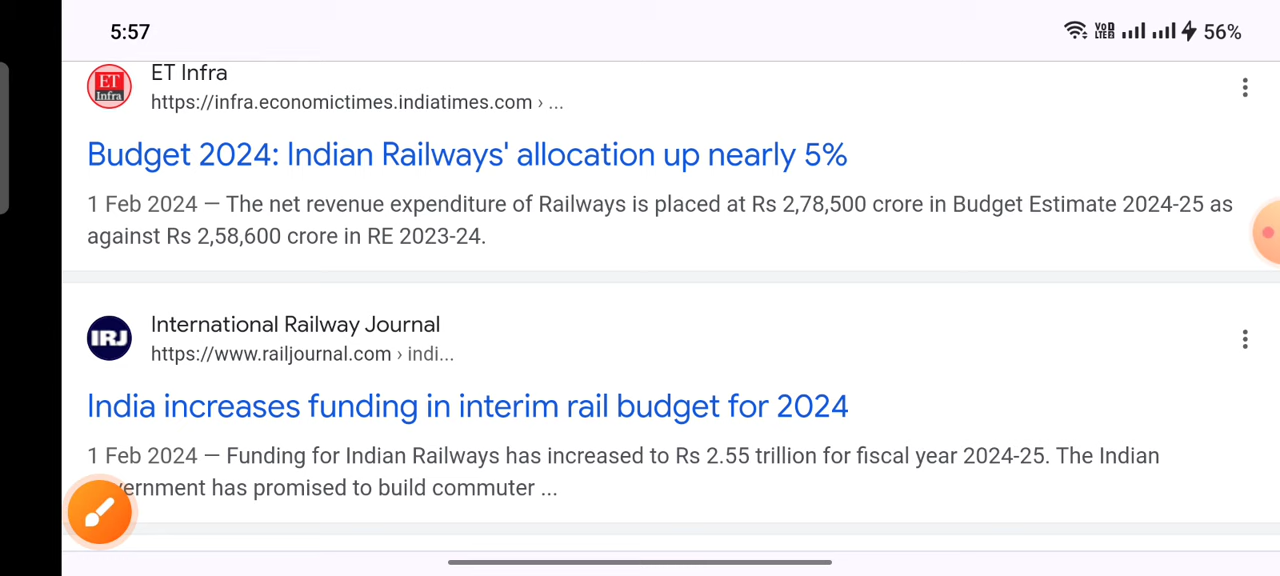 5:57
VoD LTEB 56%
ET Infra
ET Infra
https://infra.economictimes.indiatimes.com › ...
Budget 2024: Indian Railways' allocation up nearly 5%
1 Feb 2024 — The net revenue expenditure of Railways is placed at Rs 2,78,500 crore in Budget Estimate 2024-25 as
against Rs 2,58,600 crore in RE 2023-24.
IRJ
International Railway Journal
https://www.railjournal.com › indi...
India increases funding in interim rail budget for 2024
1 Feb 2024 — Funding for Indian Railways has increased to Rs 2.55 trillion for fiscal year 2024-25. The Indian
ernment has promised to build commuter ...